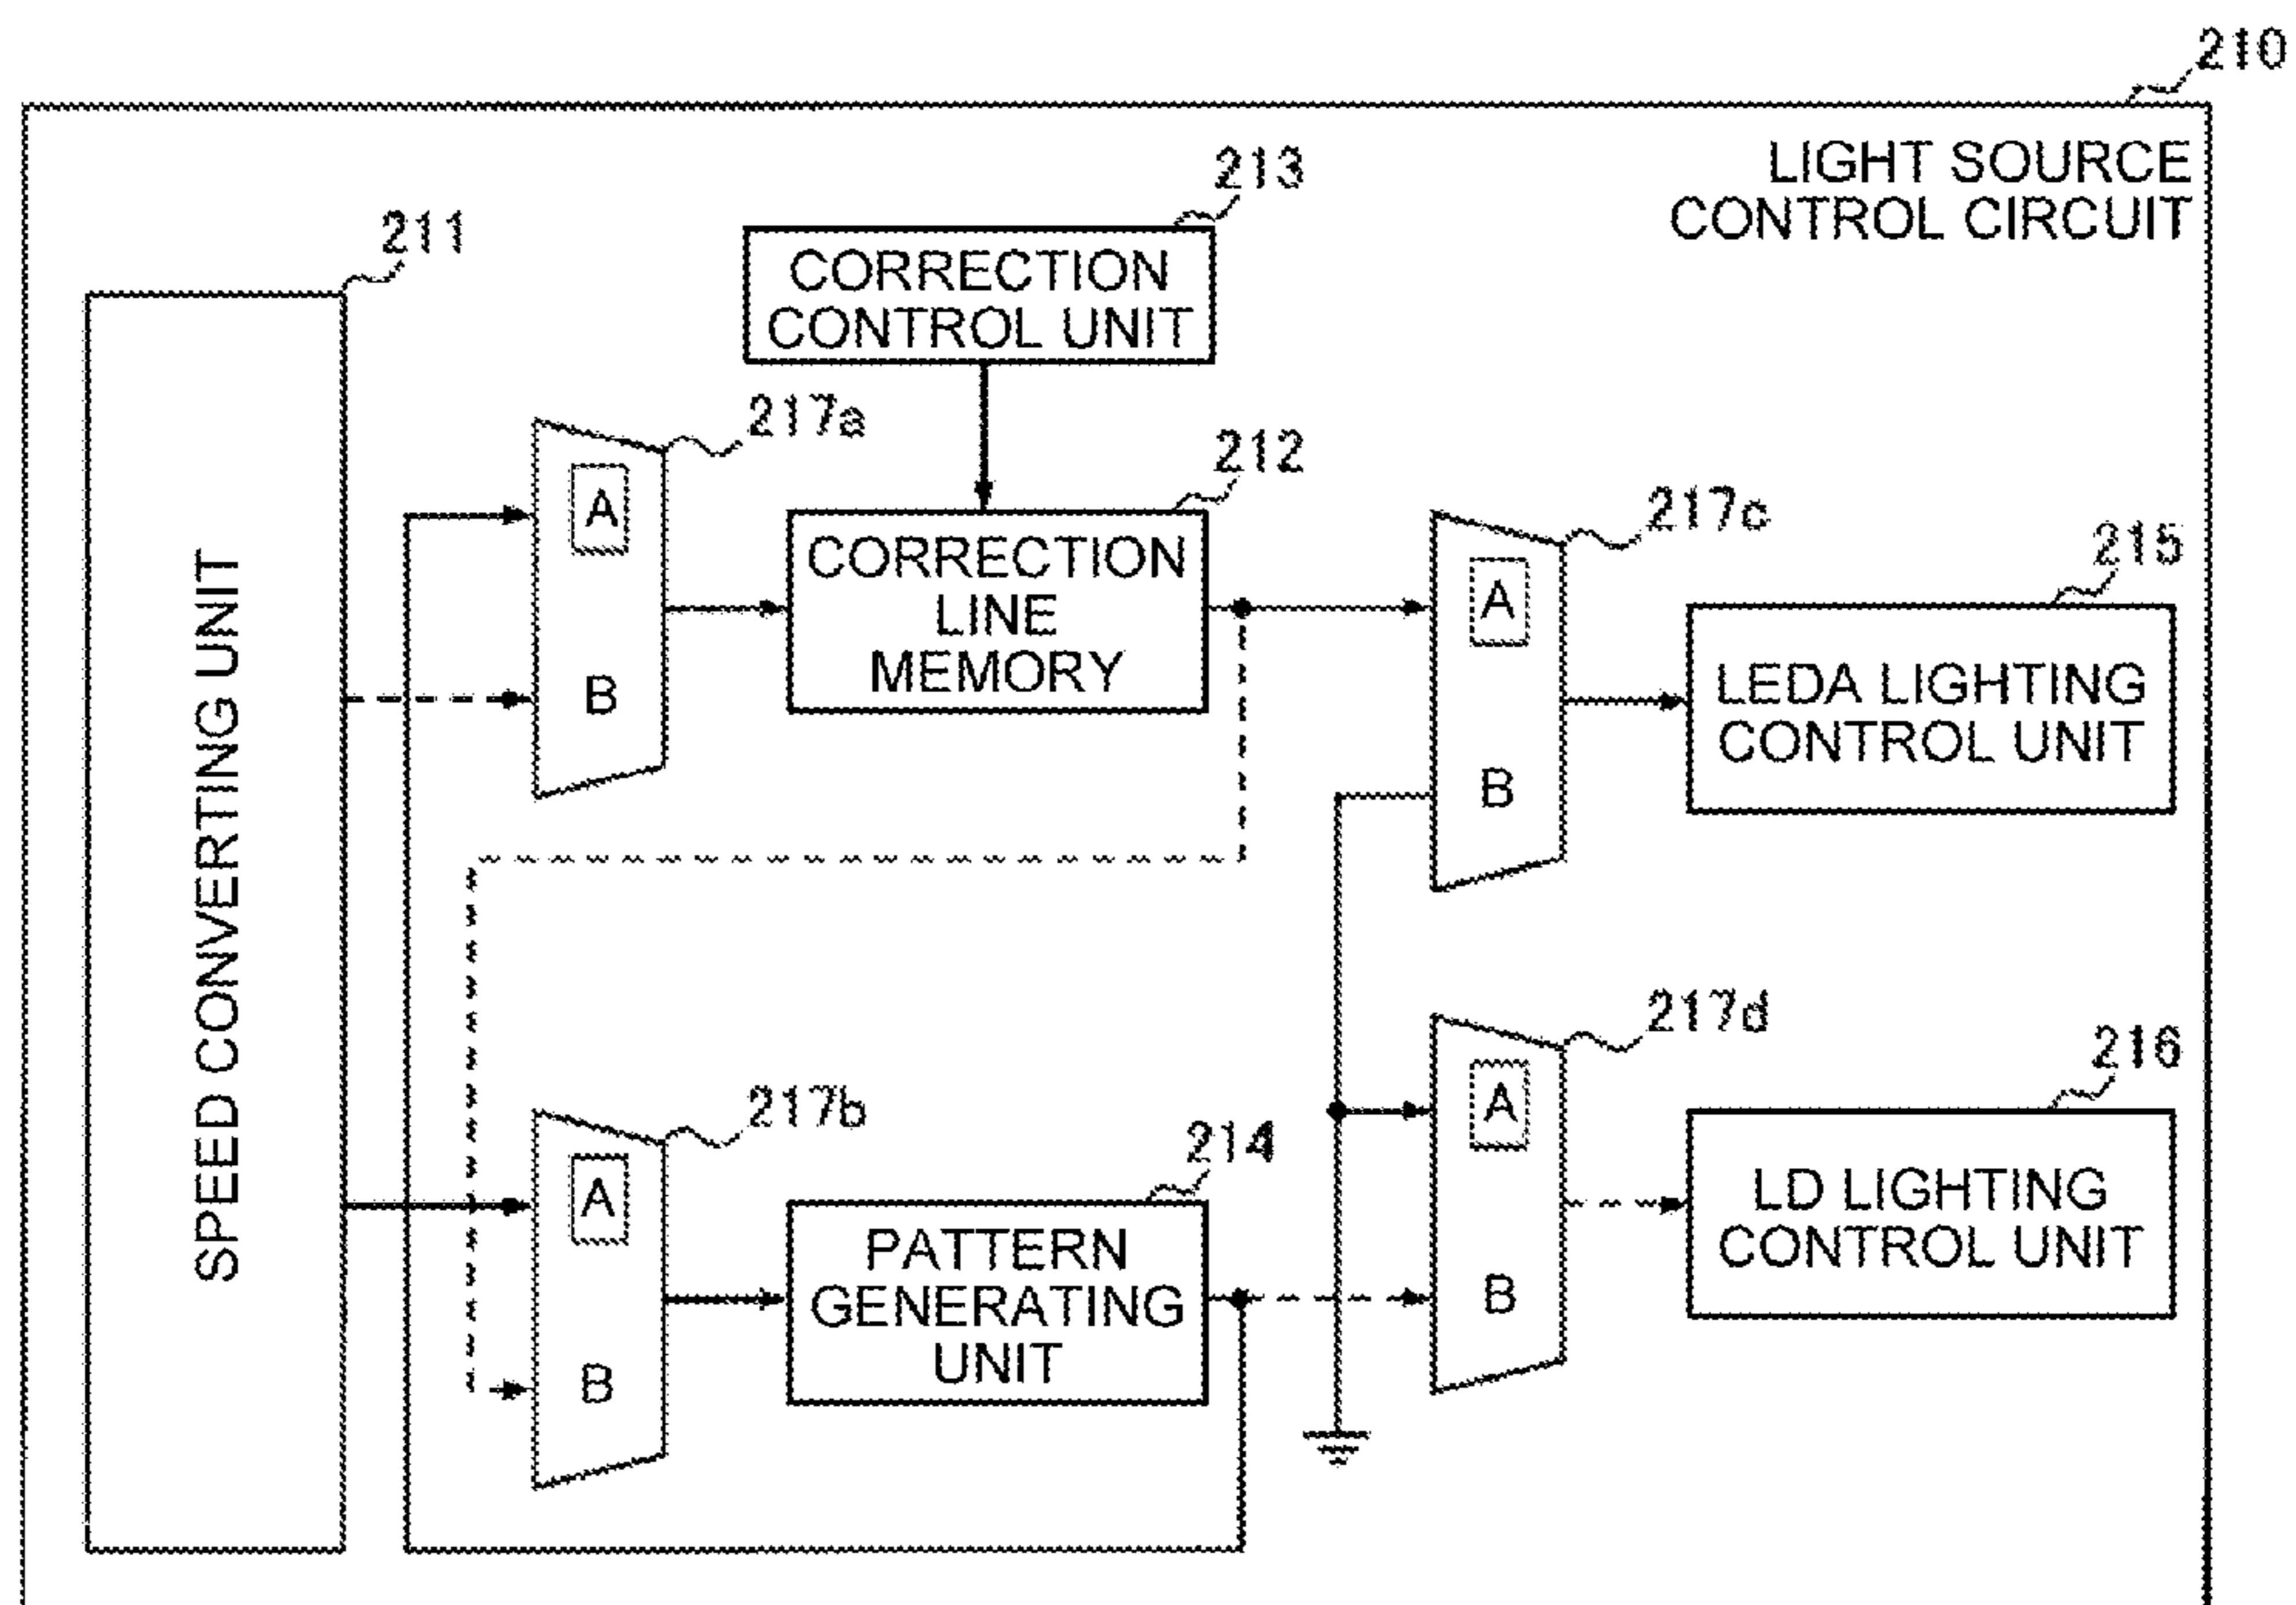 210
LIGHT SOURCE
CONTROL CIRCUIT
213
CORRECTION
CONTROL UNIT
211
SPEED CONVERTING UNIT
217a
A
B
212
CORRECTION
LINE
MEMORY
217c
A
B
215
LEDA LIGHTING
CONTROL UNIT
217b
A
B
214
PATTERN
GENERATING
UNIT
217d
A
B
216
LD LIGHTING
CONTROL UNIT